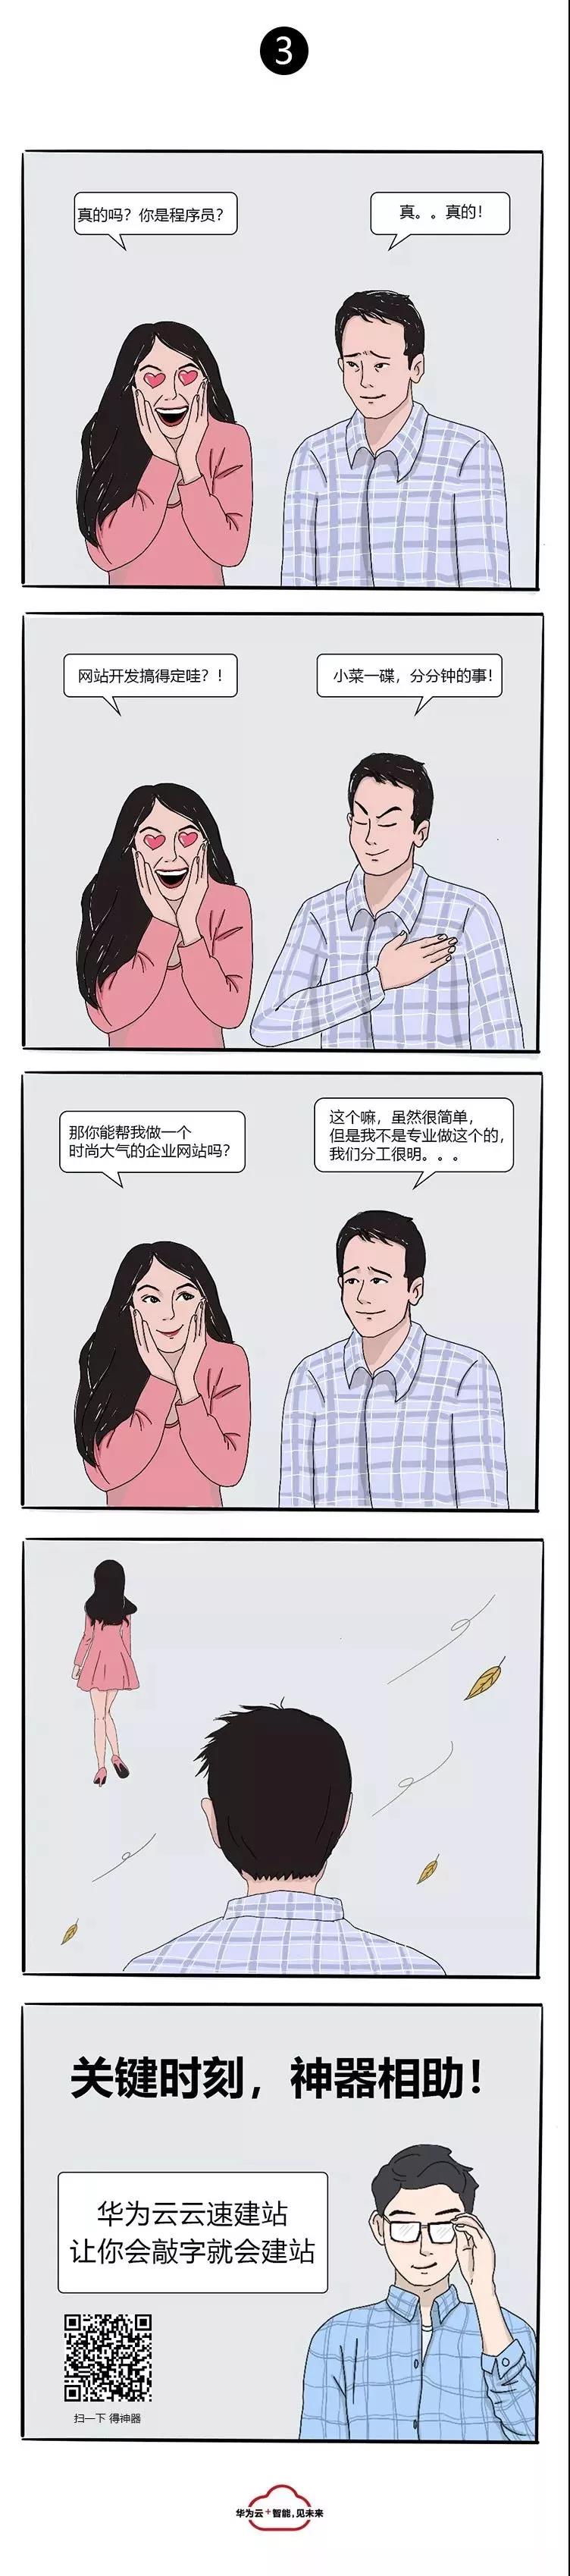 3
真的吗？你是程序员？
真。。真的！
网站开发搞得定哇？！
小菜一碟，分分钟的事！
那你能帮我做一个
时尚大气的企业网站吗？
这个嘛，虽然很简单，
但是我不是专业做这个的，
我们分工很明。。。
关键时刻，神器相助！
华为云云速建站
让你会敲字就会建站
扫一下 得神器
华为云+智能，见未来